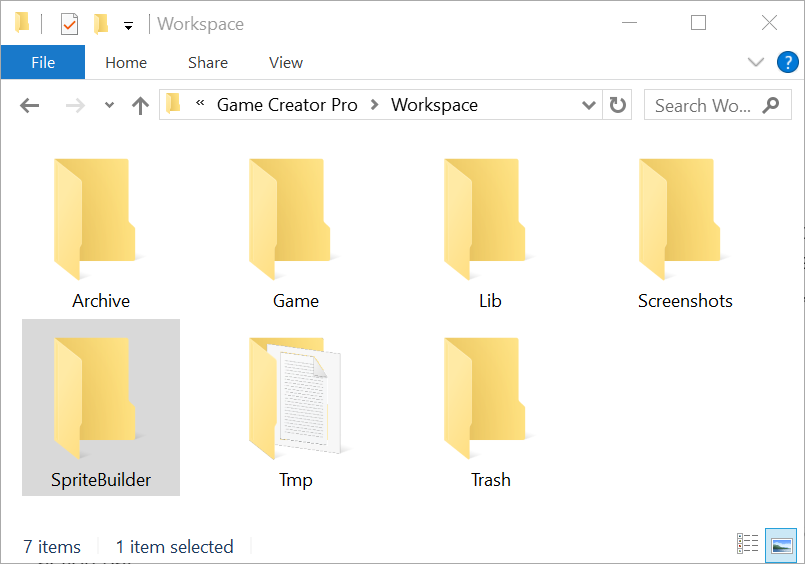 Workspace
File Home Share View
« Game Creator Pro Workspace Search Wo...
Archive Game Lib Screenshots
SpriteBuilder Tmp Trash
7 items 1 item selected